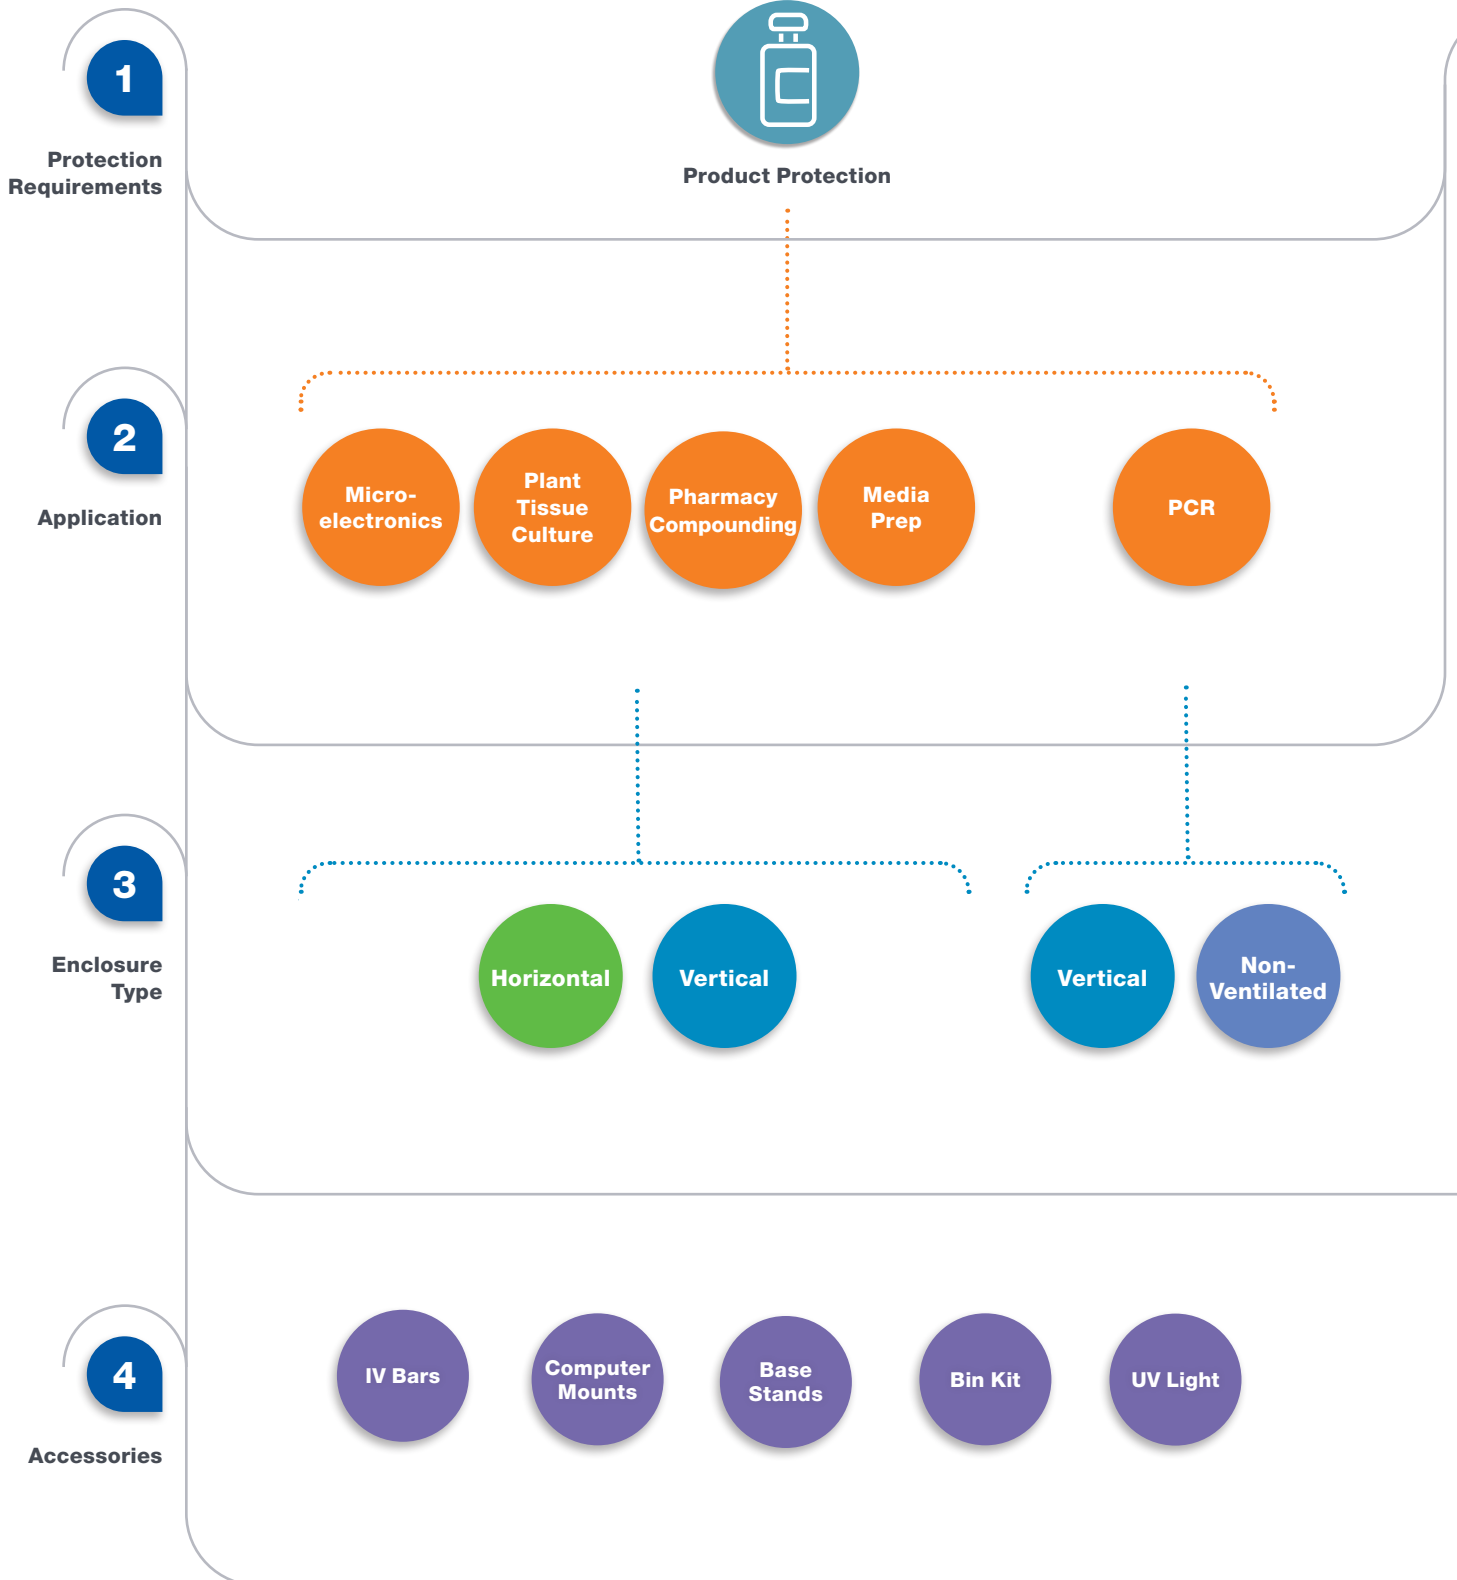 1
Protection
Requirements
Product Protection
2
Application
Micro-
electronics
Plant
Tissue
Culture
Pharmacy
Compounding
Media
Prep
PCR
3
Enclosure
Type
Horizontal
Vertical
Vertical
Non-
Ventilated
4
Accessories
IV Bars
Computer
Mounts
Base
Stands
Bin Kit
UV Light